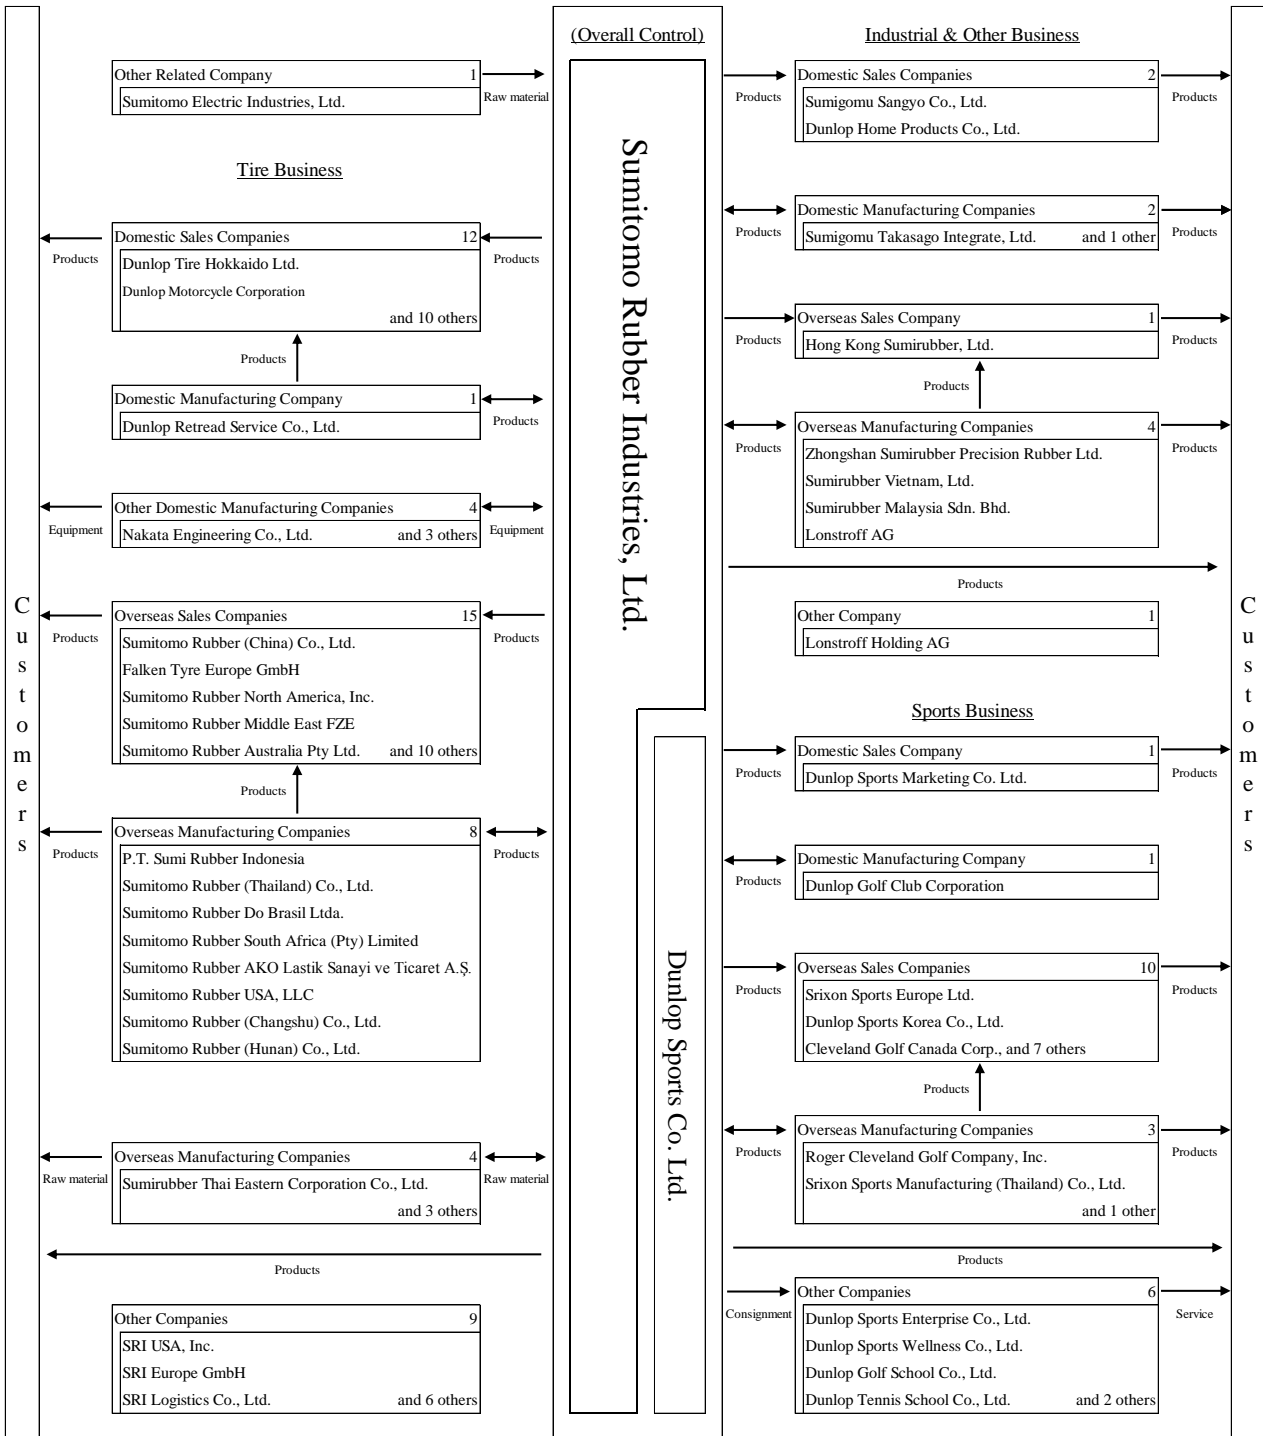 Customers
Other Related Company 1
Sumitomo Electric Industries, Ltd.
Raw material
Tire Business
Domestic Sales Companies 12
Dunlop Tire Hokkaido Ltd.
Dunlop Motorcycle Corporation
and 10 others
Products
Products
Products
Domestic Manufacturing Company 1
Dunlop Retread Service Co., Ltd.
Products
Other Domestic Manufacturing Companies 4
Nakata Engineering Co., Ltd. and 3 others
Equipment
Equipment
Overseas Sales Companies 15
Sumitomo Rubber (China) Co., Ltd.
Falken Tyre Europe GmbH
Sumitomo Rubber North America, Inc.
Sumitomo Rubber Middle East FZE
Sumitomo Rubber Australia Pty Ltd. and 10 others
Products
Products
Products
Overseas Manufacturing Companies 8
P.T. Sumi Rubber Indonesia
Sumitomo Rubber (Thailand) Co., Ltd.
Sumitomo Rubber Do Brasil Ltda.
Sumitomo Rubber South Africa (Pty) Limited
Sumitomo Rubber AKO Lastik Sanayi ve Ticaret A.Ş.
Sumitomo Rubber USA, LLC
Sumitomo Rubber (Changshu) Co., Ltd.
Sumitomo Rubber (Hunan) Co., Ltd.
Products
Products
Overseas Manufacturing Companies 4
Sumirubber Thai Eastern Corporation Co., Ltd.
and 3 others
Raw material
Raw material
Products
Other Companies 9
SRI USA, Inc.
SRI Europe GmbH
SRI Logistics Co., Ltd. and 6 others
(Overall Control)
Sumitomo Rubber Industries, Ltd.
Dunlop Sports Co. Ltd.
Industrial & Other Business
Domestic Sales Companies 2
Sumigomu Sangyo Co., Ltd.
Dunlop Home Products Co., Ltd.
Products
Products
Domestic Manufacturing Companies 2
Sumigomu Takasago Integrate, Ltd. and 1 other
Products
Products
Overseas Sales Company 1
Hong Kong Sumirubber, Ltd.
Products
Products
Products
Overseas Manufacturing Companies 4
Zhongshan Sumirubber Precision Rubber Ltd.
Sumirubber Vietnam, Ltd.
Sumirubber Malaysia Sdn. Bhd.
Lonstroff AG
Products
Products
Products
Other Company 1
Lonstroff Holding AG
Sports Business
Domestic Sales Company 1
Dunlop Sports Marketing Co. Ltd.
Products
Products
Domestic Manufacturing Company 1
Dunlop Golf Club Corporation
Products
Overseas Sales Companies 10
Srixon Sports Europe Ltd.
Dunlop Sports Korea Co., Ltd.
Cleveland Golf Canada Corp., and 7 others
Products
Products
Products
Overseas Manufacturing Companies 3
Roger Cleveland Golf Company, Inc.
Srixon Sports Manufacturing (Thailand) Co., Ltd.
and 1 other
Products
Products
Products
Other Companies 6
Dunlop Sports Enterprise Co., Ltd.
Dunlop Sports Wellness Co., Ltd.
Dunlop Golf School Co., Ltd.
Dunlop Tennis School Co., Ltd. and 2 others
Consignment
Service
Customers